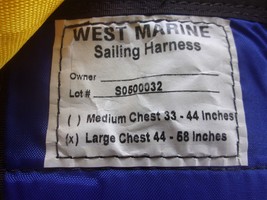 WEST MARINE
Sailing Harness
Owner
Lot # S0500032
( ) Medium Chest 33 - 44 Inches
(x) Large Chest 44 - 58 Inches